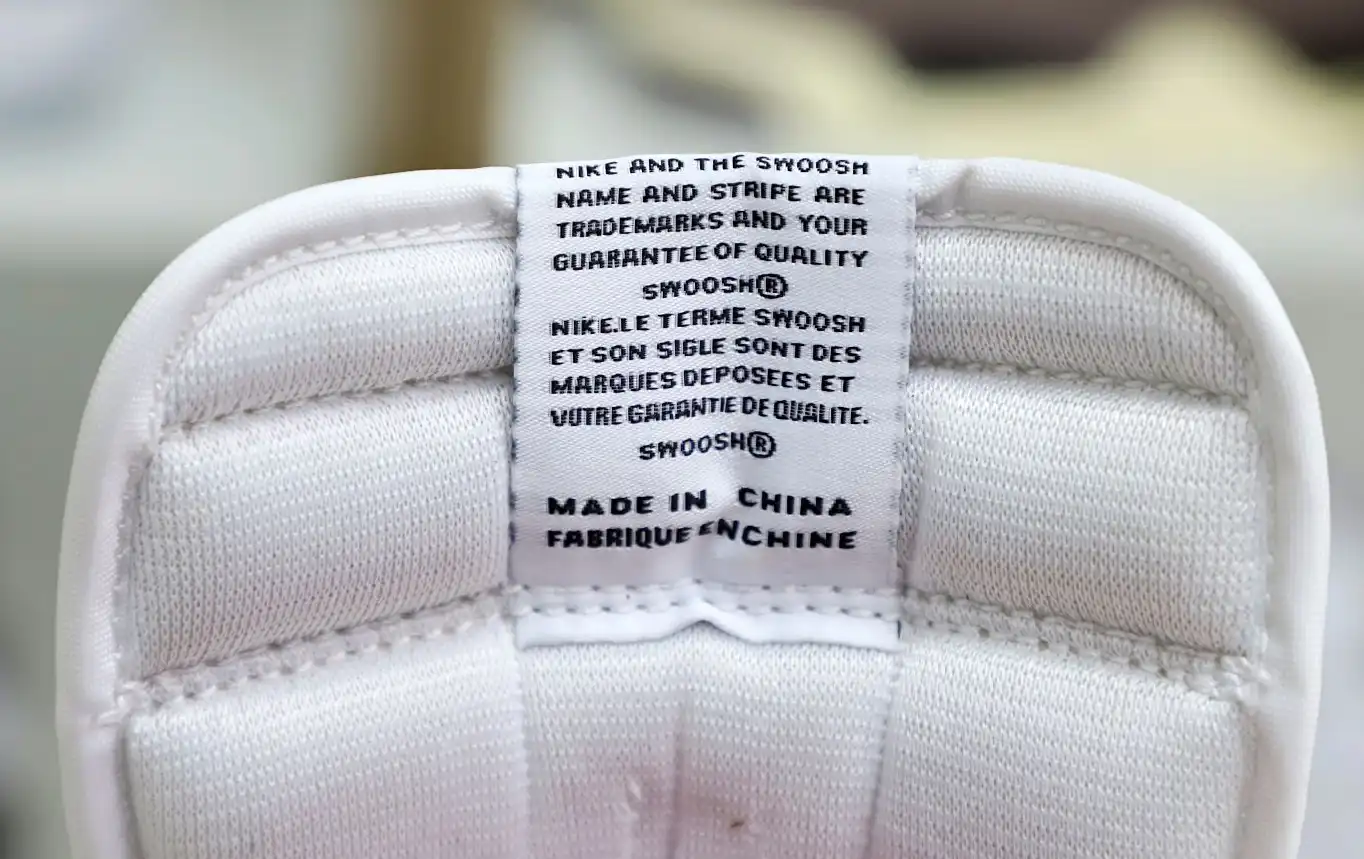 NIKE AND THE SWOOSH
NAME AND STRIPE ARE
TRADEMARKS AND YOUR
GUARANTEE OF QUALITY
SWOOSH®
NIKE.LE TERME SWOOSH
ET SON SIGLE SONT DES
MARQUES DEPOSEES ET
VOTRE GARANTIE DE QUALITE.
SWOOSH®
MADE IN CHINA
FABRIQUE EN CHINE